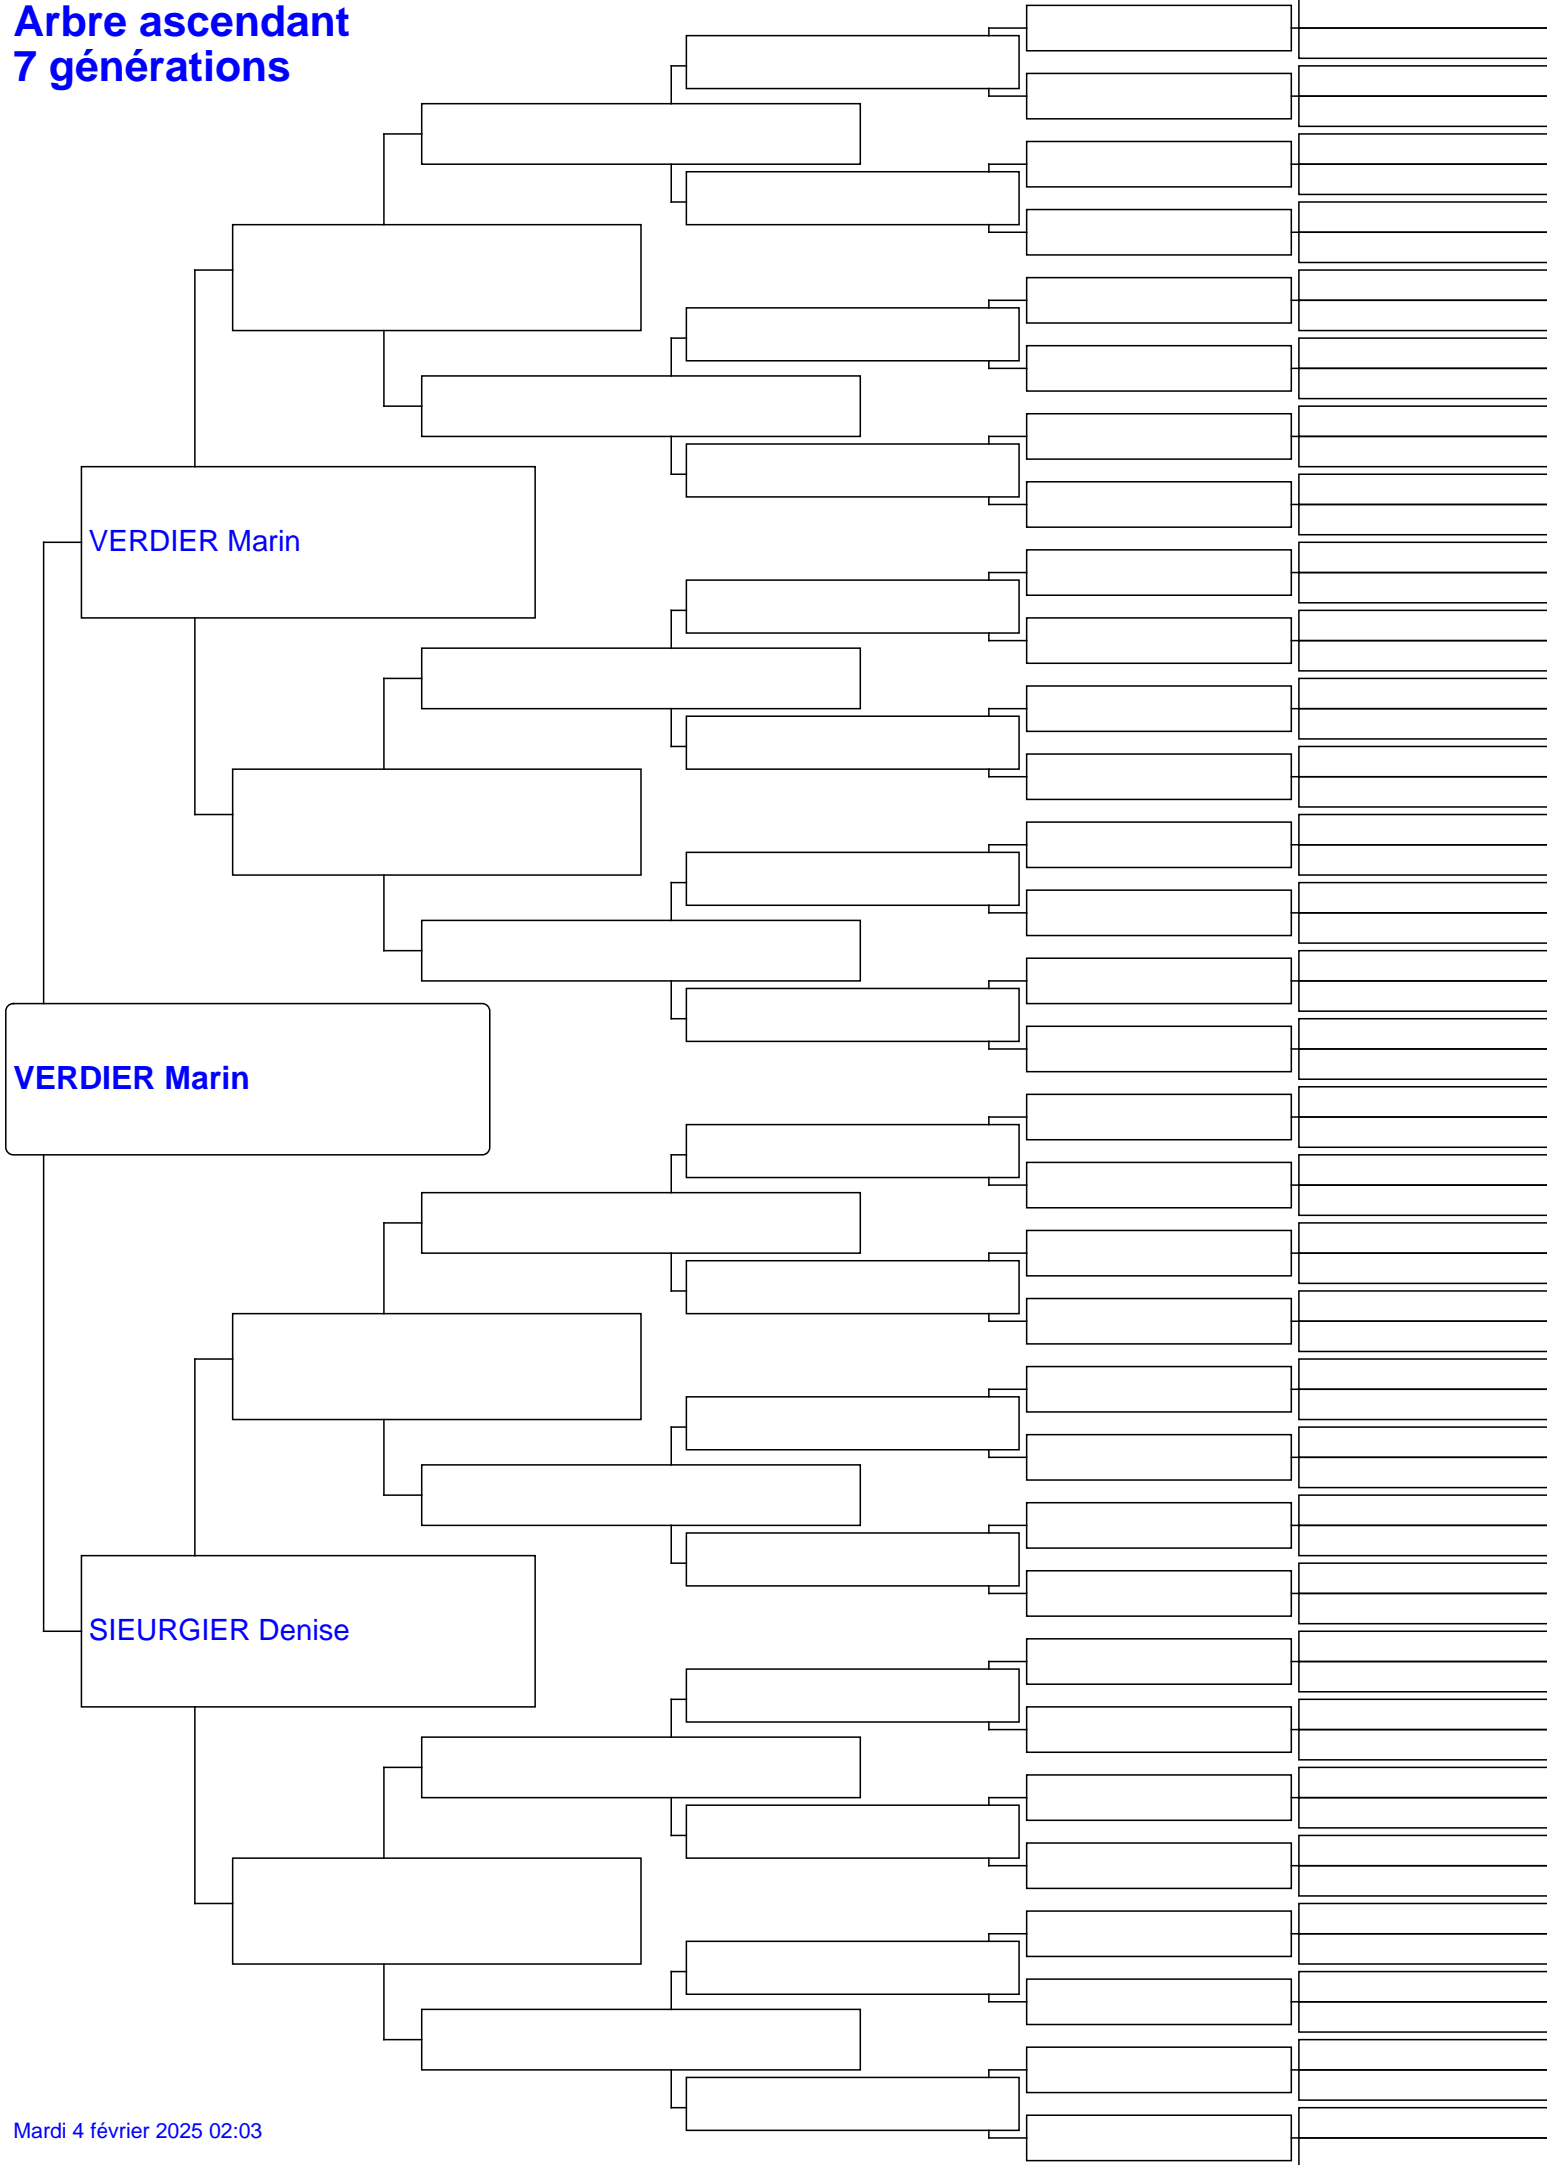 Arbre ascendant
7 générations
VERDIER Marin
VERDIER Marin
SIEURGIER Denise
Mardi 4 février 2025 02:03